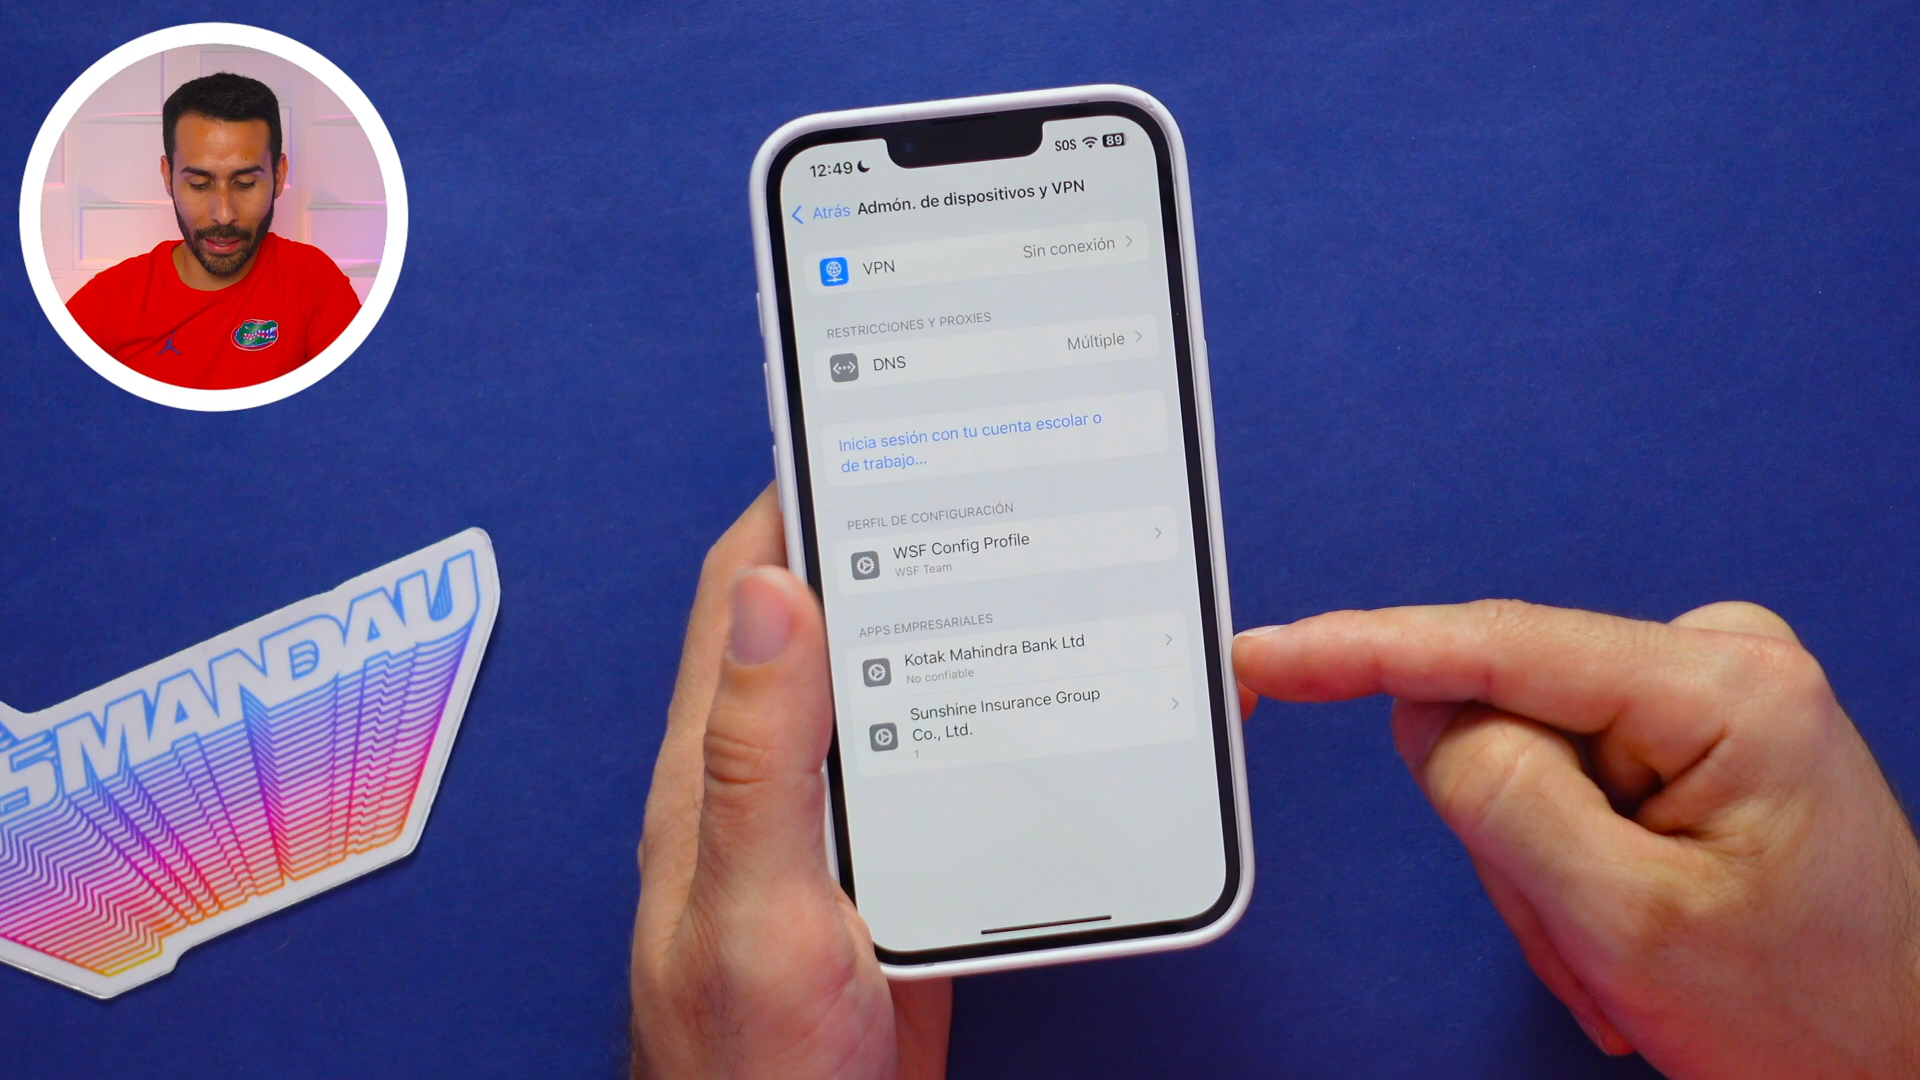 12:49
SOS
89
Atrás
Admón. de dispositivos y VPN
VPN
Sin conexión
RESTRICCIONES Y PROXIES
DNS
Múltiple
Inicia sesión con tu cuenta escolar o
de trabajo...
PERFIL DE CONFIGURACIÓN
WSF Config Profile
WSF Team
APPS EMPRESARIALES
Kotak Mahindra Bank Ltd
No confiable
Sunshine Insurance Group
Co., Ltd.
1
SMANDAU